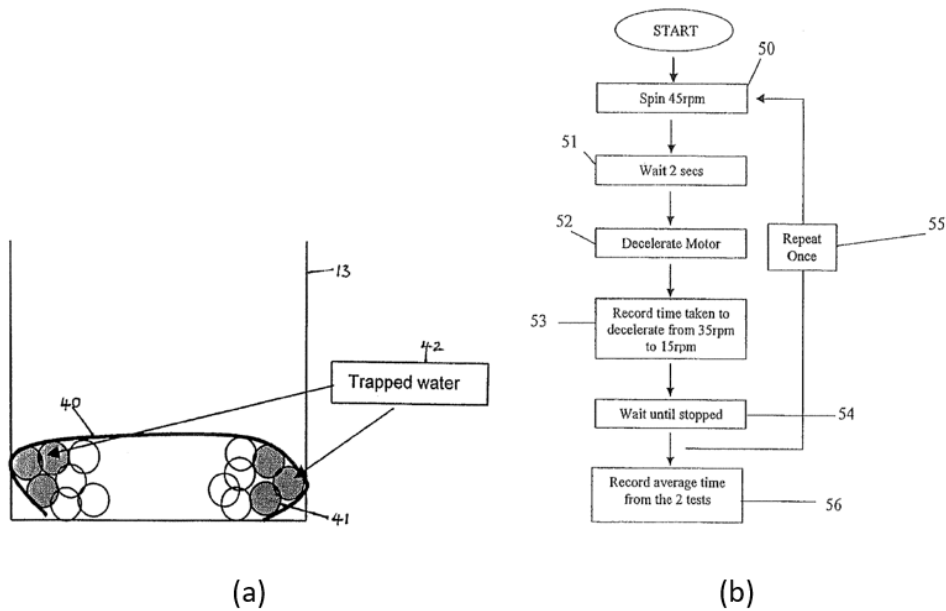 13
42
Trapped water
40
41
(a)
START
50
Spin 45rpm
51
Wait 2 secs
52
Decelerate Motor
55
Repeat
Once
53
Record time taken to
decelerate from 35rpm
to 15rpm
Wait until stopped
54
Record average time
from the 2 tests
56
(b)